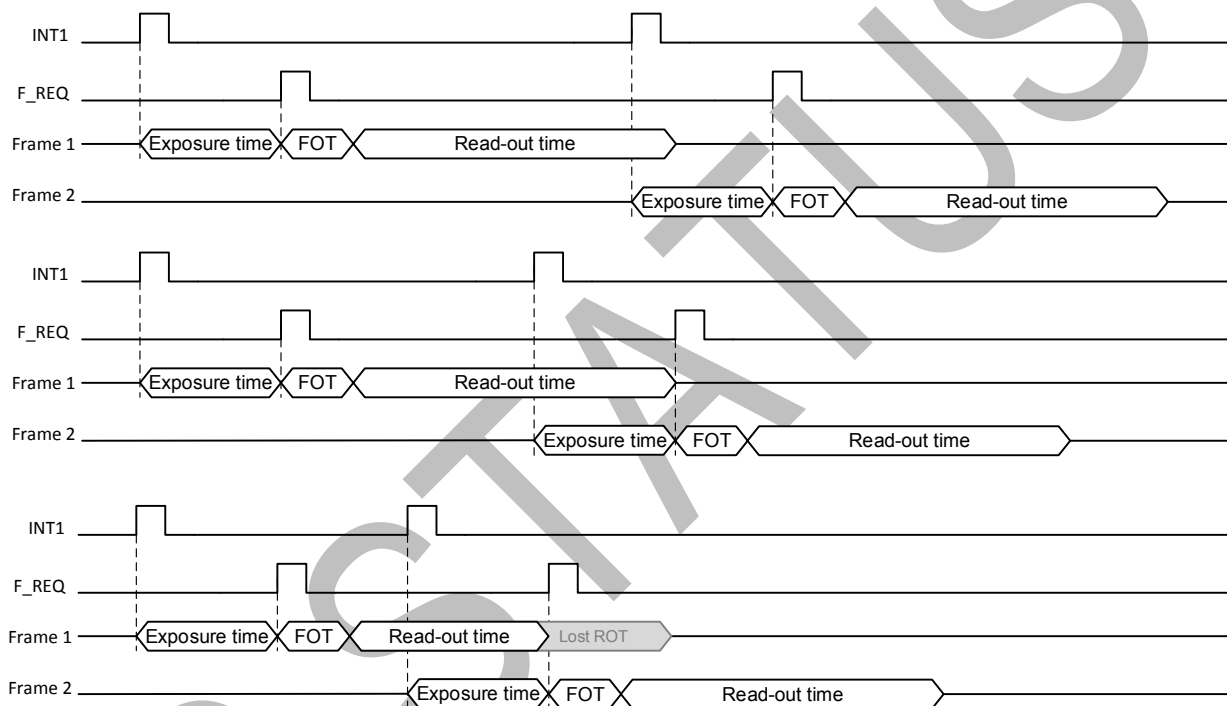 INT1
F_REQ
Frame 1 Exposure time FOT Read-out time
Frame 2 Exposure time FOT Read-out time
INT1
F_REQ
Frame 1 Exposure time FOT Read-out time
Frame 2 Exposure time FOT Read-out time
INT1
F_REQ
Frame 1 Exposure time FOT Read-out time Lost ROT
Frame 2 Exposure time FOT Read-out time
STATUS